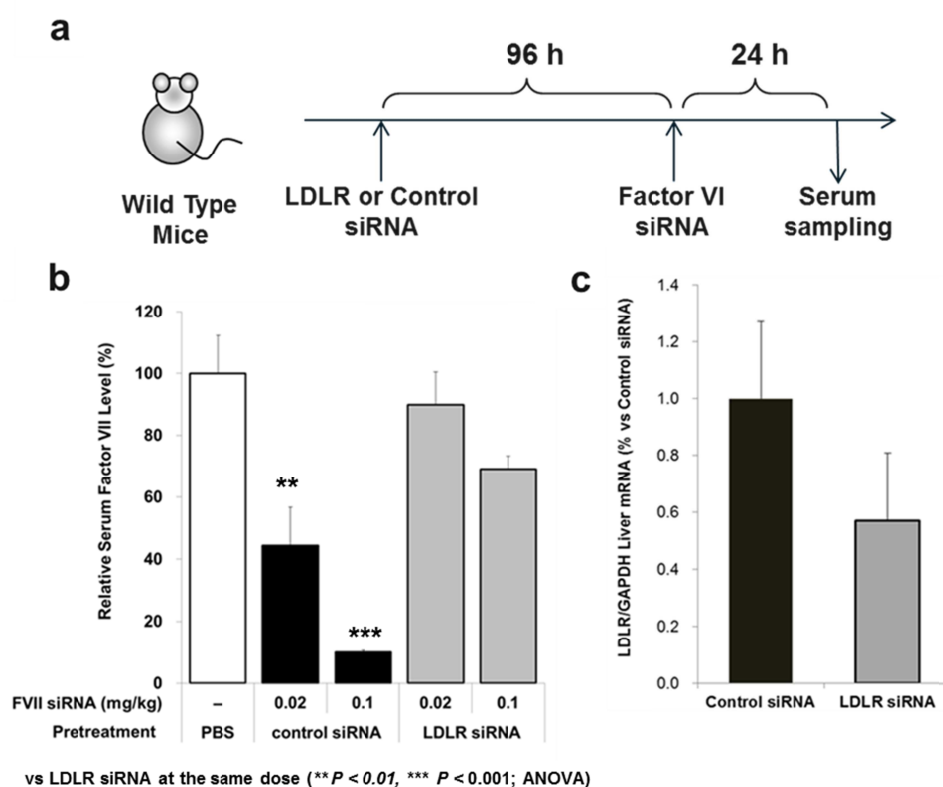 a
96 h
24 h
Wild Type
Mice
LDLR or Control
siRNA
Factor VI
siRNA
Serum
sampling
b
Relative Serum Factor VII Level (%)
120
100
80
60
40
20
0
**
***
FVII siRNA (mg/kg) – 0.02 0.1 0.02 0.1
Pretreatment PBS control siRNA LDLR siRNA
c
LDLR/GAPDH Liver mRNA (% vs Control siRNA)
1.4
1.2
1.0
0.8
0.6
0.4
0.2
0.0
Control siRNA LDLR siRNA
vs LDLR siRNA at the same dose (**P < 0.01, *** P < 0.001; ANOVA)